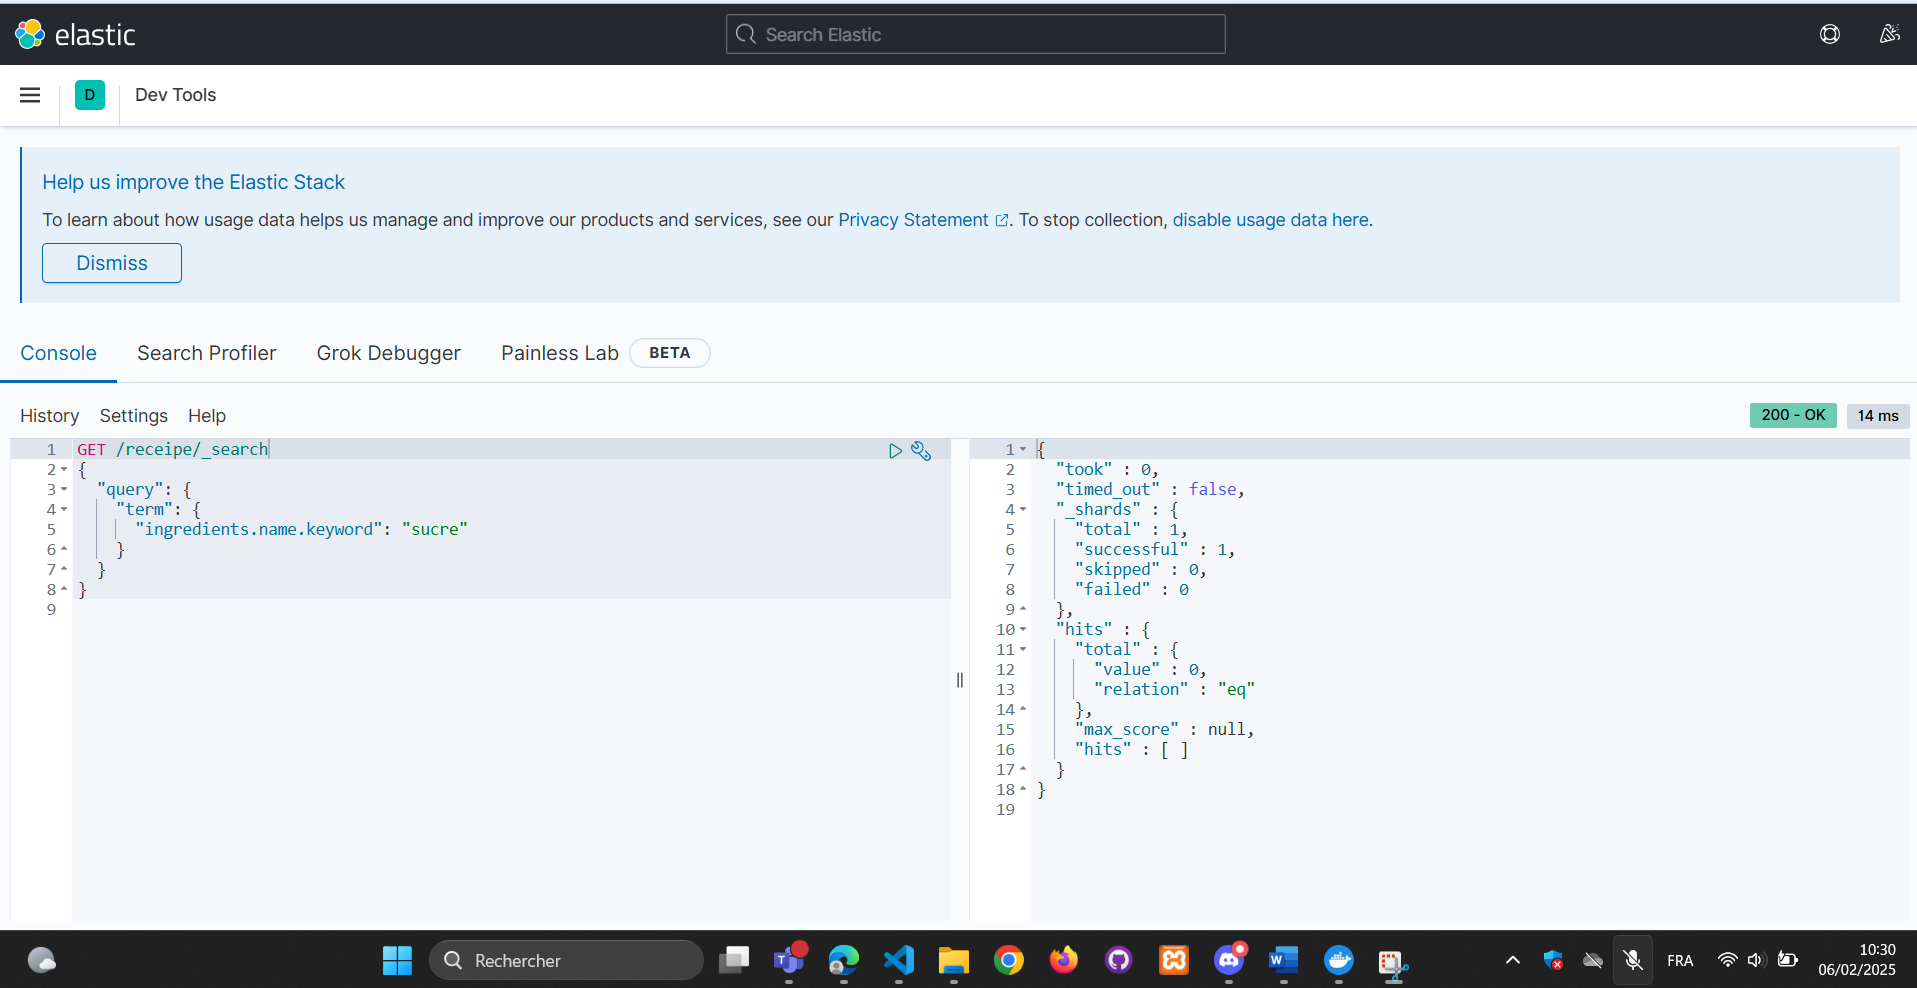 elastic
Search Elastic
D
Dev Tools
Help us improve the Elastic Stack
To learn about how usage data helps us manage and improve our products and services, see our Privacy Statement. To stop collection, disable usage data here.
Dismiss
Console Search Profiler Grok Debugger Painless Lab BETA
History Settings Help
200 - OK 14 ms
1 GET /receipe/_search
2 {
3   "query": {
4     "term": {
5       "ingredients.name.keyword": "sucre"
6     }
7   }
8 }
9
1 {
2   "took" : 0,
3   "timed_out" : false,
4   "_shards" : {
5     "total" : 1,
6     "successful" : 1,
7     "skipped" : 0,
8     "failed" : 0
9   },
10   "hits" : {
11     "total" : {
12       "value" : 0,
13       "relation" : "eq"
14     },
15     "max_score" : null,
16     "hits" : [ ]
17   }
18 }
19
Rechercher
T
W
FRA
10:30
06/02/2025